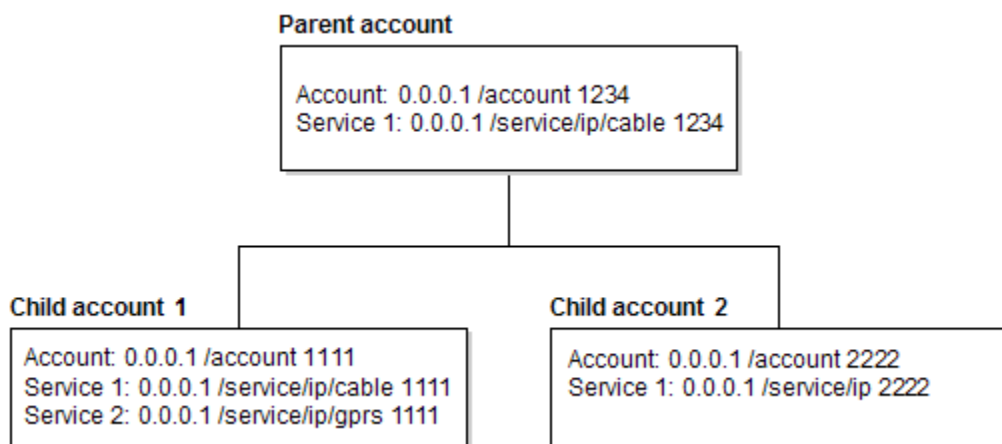 Parent account
Account: 0.0.0.1 /account 1234
Service 1: 0.0.0.1 /service/ip/cable 1234
Child account 1
Account: 0.0.0.1 /account 1111
Service 1: 0.0.0.1 /service/ip/cable 1111
Service 2: 0.0.0.1 /service/ip/gprs 1111
Child account 2
Account: 0.0.0.1 /account 2222
Service 1: 0.0.0.1 /service/ip 2222